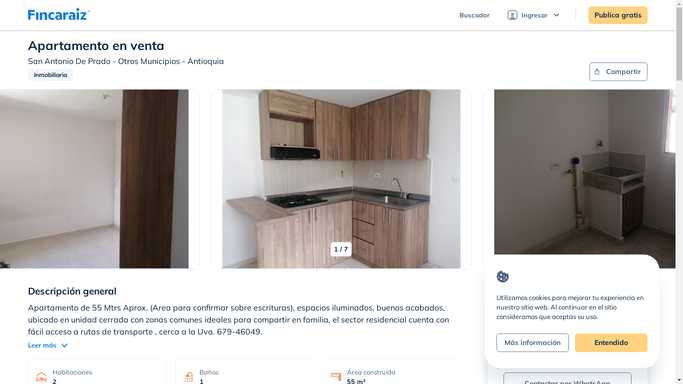 Fincaraiz
Buscador
Ingresar
Publica gratis
Apartamento en venta
San Antonio De Prado - Otros Municipios - Antioquia
Inmobiliaria
Compartir
1 / 7
Descripción general
Apartamento de 55 Mtrs Aprox. (Area para confirmar sobre escrituras), espacios iluminados, buenos acabados,
ubicado en unidad cerrada con zonas comunes ideales para compartir en familia, el sector residencial cuenta con
fácil acceso a rutas de transporte , cerca a la Uva. 679-46049.
Leer más
Habitaciones
2
Baños
1
Área construida
55 m²
Utilizamos cookies para mejorar tu experiencia en
nuestro sitio web. Al continuar en el sitio
consideramos que aceptas su uso.
Más información
Entendido
Contactar por WhatsApp